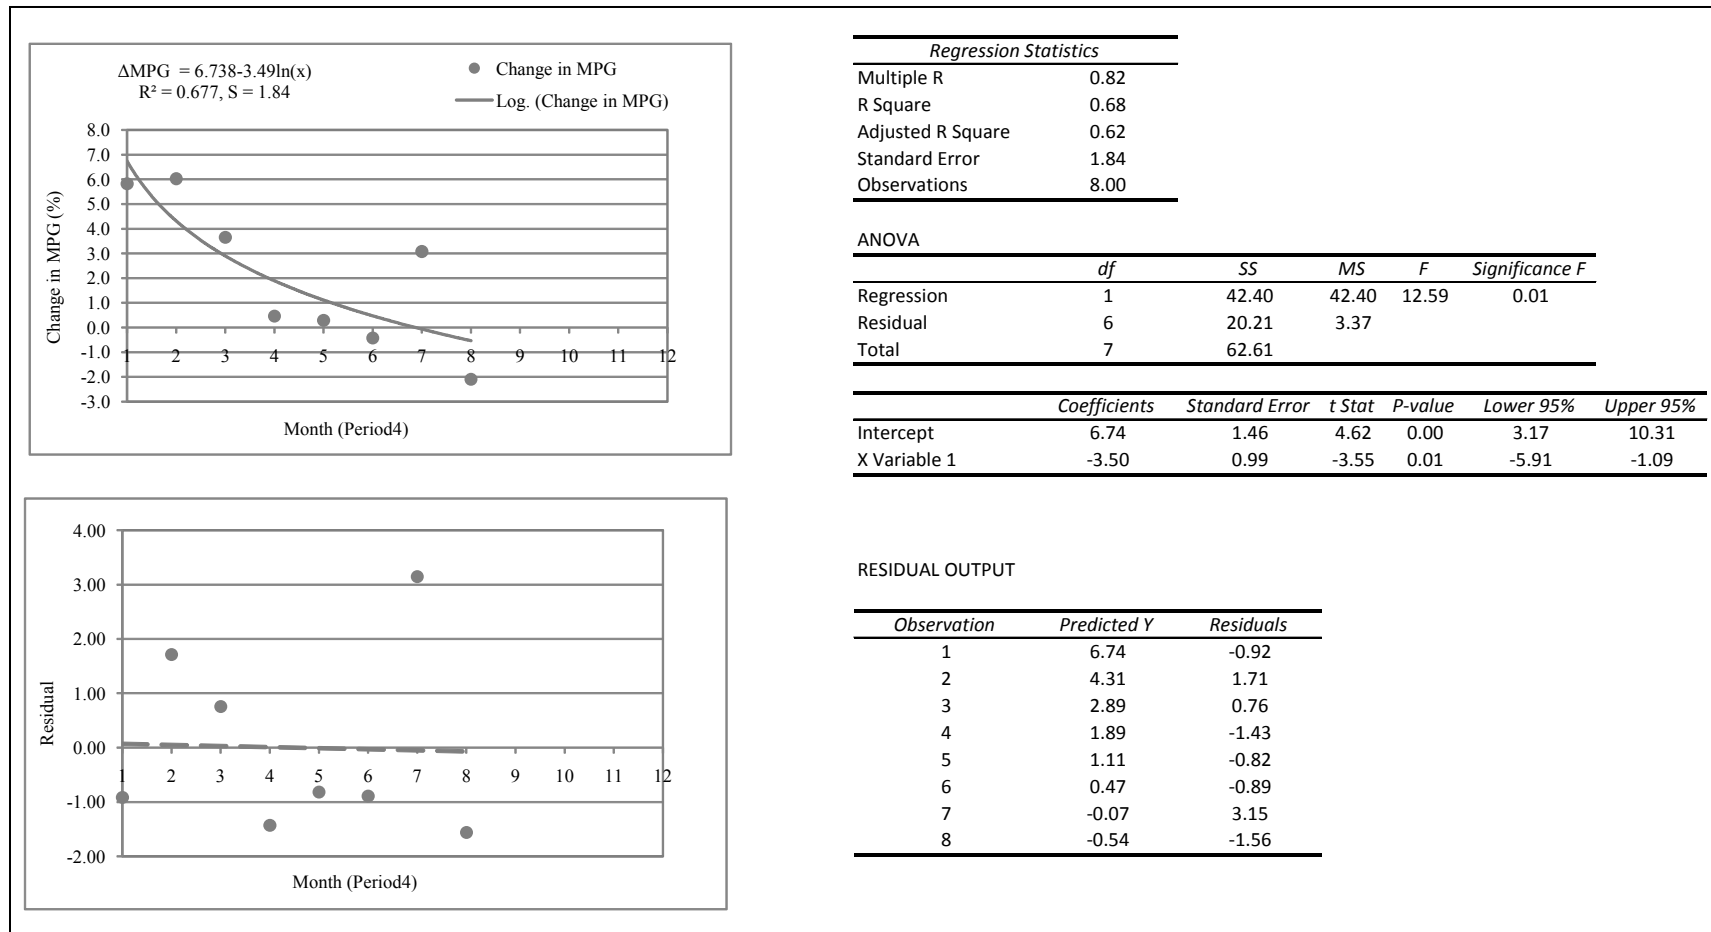 ΔMPG = 6.738-3.49ln(x)
R² = 0.677, S = 1.84
Change in MPG
Log. (Change in MPG)
8.0
7.0
6.0
5.0
4.0
3.0
2.0
1.0
0.0
-1.0
-2.0
-3.0
1 2 3 4 5 6 7 8 9 10 11 12
Change in MPG (%)
Month (Period4)
4.00
3.00
2.00
1.00
0.00
-1.00
-2.00
1 2 3 4 5 6 7 8 9 10 11 12
Residual
Month (Period4)
Regression Statistics
Multiple R 0.82
R Square 0.68
Adjusted R Square 0.62
Standard Error 1.84
Observations 8.00
ANOVA
df SS MS F Significance F
Regression 1 42.40 42.40 12.59 0.01
Residual 6 20.21 3.37
Total 7 62.61
Coefficients Standard Error t Stat P-value Lower 95% Upper 95%
Intercept 6.74 1.46 4.62 0.00 3.17 10.31
X Variable 1 -3.50 0.99 -3.55 0.01 -5.91 -1.09
RESIDUAL OUTPUT
Observation Predicted Y Residuals
1 6.74 -0.92
2 4.31 1.71
3 2.89 0.76
4 1.89 -1.43
5 1.11 -0.82
6 0.47 -0.89
7 -0.07 3.15
8 -0.54 -1.56